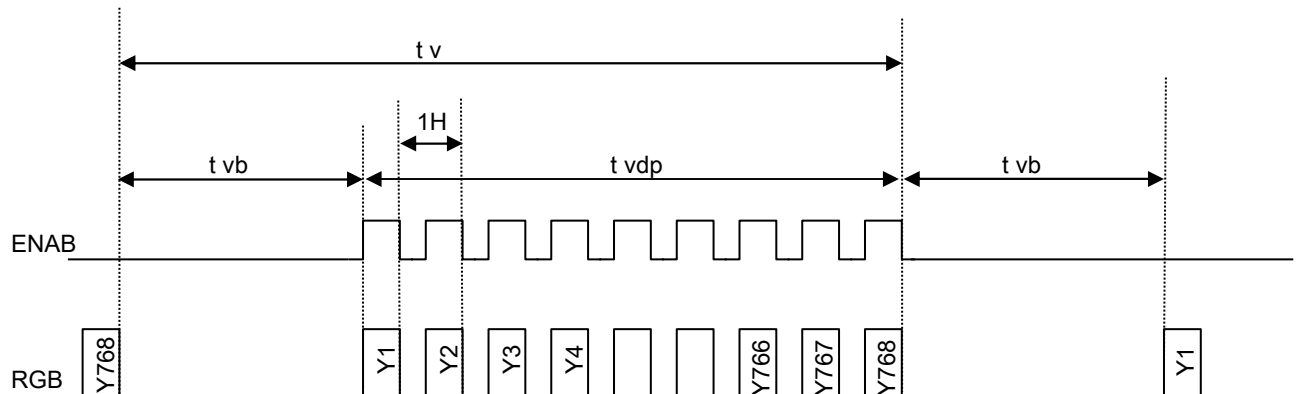 t v
1H
t vb
t vdp
t vb
ENAB
RGB
Y768
Y1
Y2
Y3
Y4
Y766
Y767
Y768
Y1